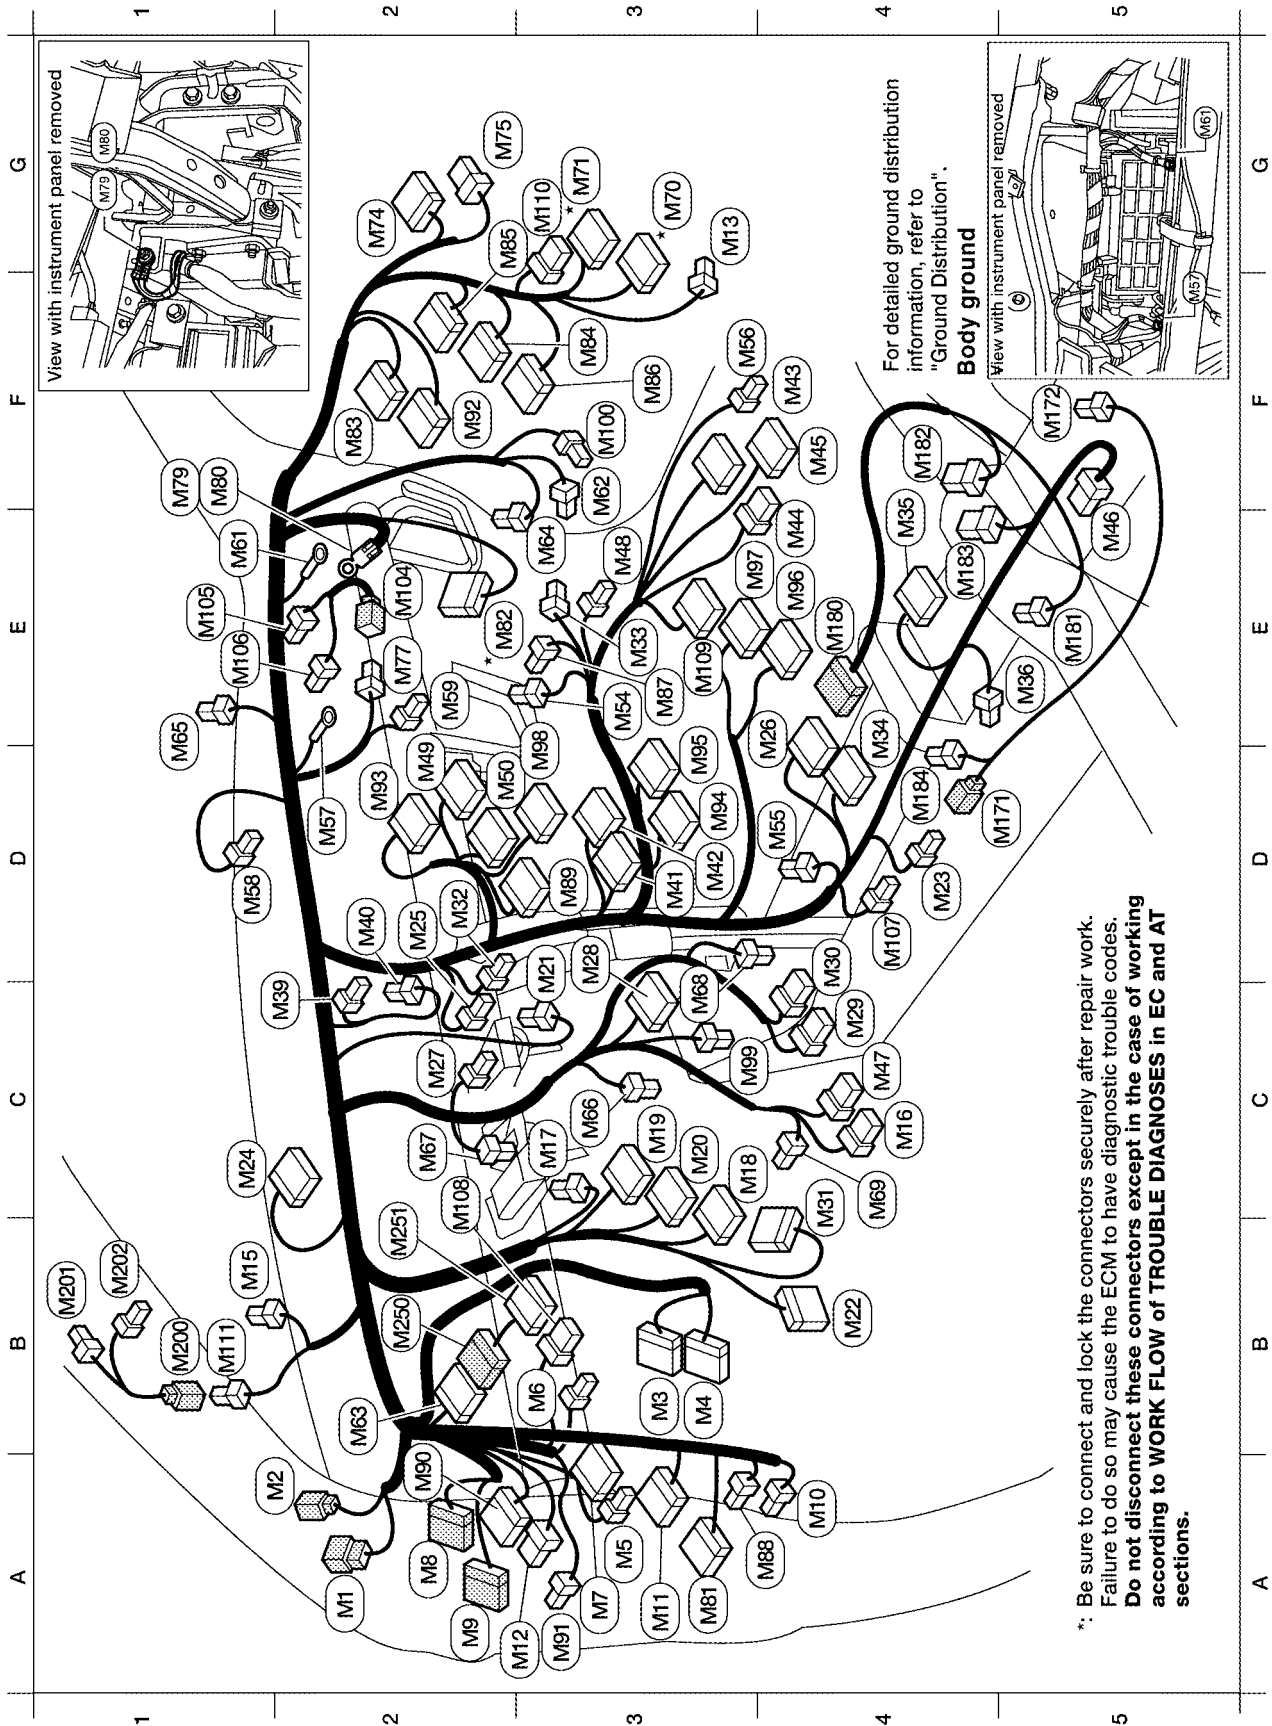 A B C D E F G
1
2
3
4
5
View with instrument panel removed
M79
M80
M201
M202
M200
M111
M15
M24
M58
M65
M106
M105
M61
M79
M80
M2
M1
M39
M57
M63
M40
M93
M83
M74
M250
M251
M25
M49
M77
M104
M59
M8
M90
M67
M27
M32
M50
M92
M75
M9
M108
M82
*
M85
M12
M6
M17
M21
M98
M64
M110
M91
M89
M54
M62
M71
*
M7
M66
M28
M87
M100
M84
M5
M19
M41
M33
M48
M86
M70
*
M11
M3
M20
M68
M42
M95
M109
M13
M81
M4
M18
M99
M94
M97
M56
M88
M31
M30
M55
M26
M96
M44
M43
M10
M22
M69
M29
M47
M16
M107
M34
M180
M45
M23
M184
M35
M183
M182
M171
M36
M181
M46
M172
For detailed ground distribution
information, refer to
"Ground Distribution".
Body ground
View with instrument panel removed
M57
M61
*: Be sure to connect and lock the connectors securely after repair work.
Failure to do so may cause the ECM to have diagnostic trouble codes.
Do not disconnect these connectors except in the case of working
according to WORK FLOW of TROUBLE DIAGNOSES in EC and AT
sections.
1
2
3
4
5
A B C D E F G